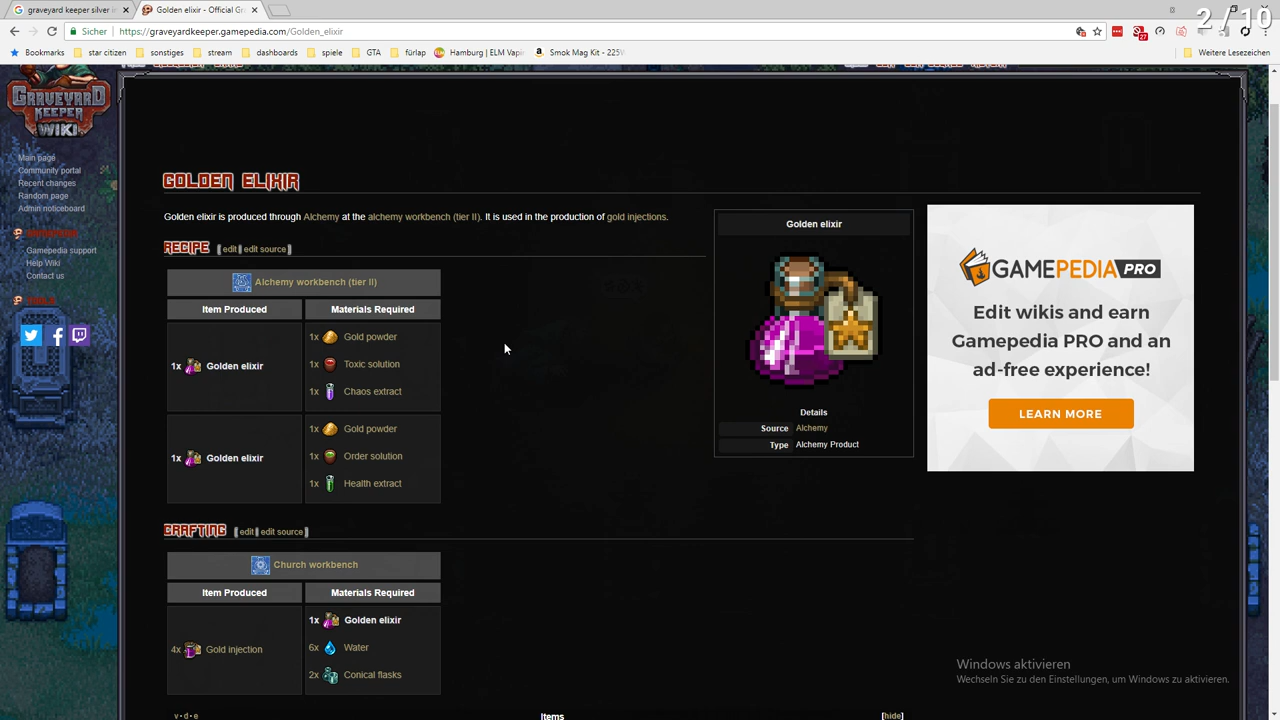 graveyard keeper silver i
Golden elixir - Official Gr
2 / 10
Sicher
https://graveyardkeeper.gamepedia.com/Golden_elixir
27
Bookmarks
star citizen
sonstiges
stream
dashboards
spiele
GTA
fürlap
Hamburg | ELM Vapi
Smok Mag Kit - 225W
Weitere Lesezeichen
GRAVEYARD
KEEPER
WIKI
Main page
Community portal
Recent changes
Random page
Admin noticeboard
Gamepedia support
Help Wiki
Contact us
GOLDEN ELIXIR
Golden elixir is produced through Alchemy at the alchemy workbench (tier II). It is used in the production of gold injections.
RECIPE [ edit | edit source ]
Alchemy workbench (tier II)
Item Produced Materials Required
1x Golden elixir
1x Gold powder
1x Toxic solution
1x Chaos extract
1x Golden elixir
1x Gold powder
1x Order solution
1x Health extract
CRAFTING [ edit | edit source ]
Church workbench
Item Produced Materials Required
4x Gold injection
1x Golden elixir
6x Water
2x Conical flasks
v · d · e Items [hide]
Golden elixir
Details
Source Alchemy
Type Alchemy Product
GAMEPEDIA PRO
Edit wikis and earn
Gamepedia PRO and an
ad-free experience!
LEARN MORE
Windows aktivieren
Wechseln Sie zu den Einstellungen, um Windows zu aktivieren.